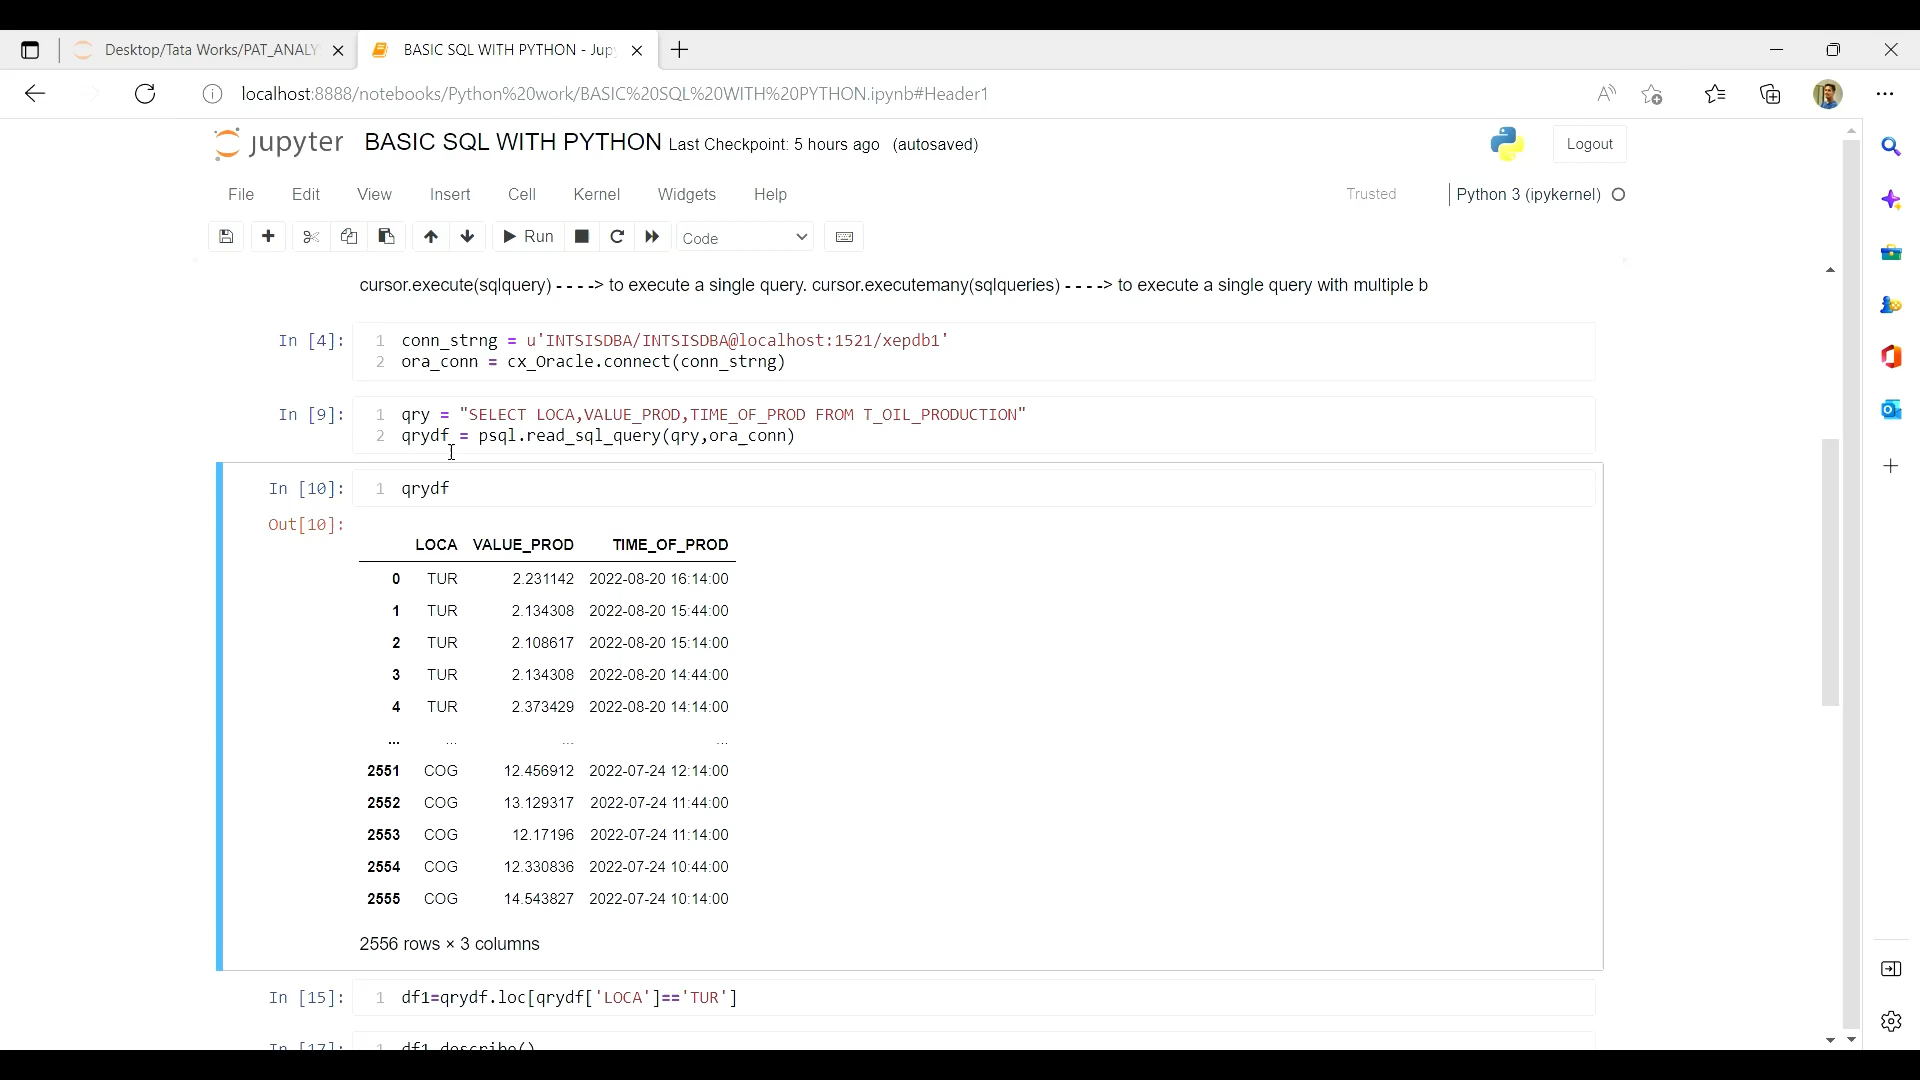 Desktop/Tata Works/PAT_ANALY
BASIC SQL WITH PYTHON - Jup
localhost:8888/notebooks/Python%20work/BASIC%20SQL%20WITH%20PYTHON.ipynb#Header1
jupyter BASIC SQL WITH PYTHON Last Checkpoint: 5 hours ago (autosaved)
Logout
File Edit View Insert Cell Kernel Widgets Help
Trusted
Python 3 (ipykernel)
Run
Code
cursor.execute(sqlquery) - - - -> to execute a single query. cursor.executemany(sqlqueries) - - - -> to execute a single query with multiple b
In [4]: 1 conn_strng = u'INTSISDBA/INTSISDBA@localhost:1521/xepdb1'
2 ora_conn = cx_Oracle.connect(conn_strng)
In [9]: 1 qry = "SELECT LOCA,VALUE_PROD,TIME_OF_PROD FROM T_OIL_PRODUCTION"
2 qrydf = psql.read_sql_query(qry,ora_conn)
In [10]: 1 qrydf
Out[10]:
LOCA VALUE_PROD TIME_OF_PROD
0 TUR 2.231142 2022-08-20 16:14:00
1 TUR 2.134308 2022-08-20 15:44:00
2 TUR 2.108617 2022-08-20 15:14:00
3 TUR 2.134308 2022-08-20 14:44:00
4 TUR 2.373429 2022-08-20 14:14:00
... ... ... ...
2551 COG 12.456912 2022-07-24 12:14:00
2552 COG 13.129317 2022-07-24 11:44:00
2553 COG 12.17196 2022-07-24 11:14:00
2554 COG 12.330836 2022-07-24 10:44:00
2555 COG 14.543827 2022-07-24 10:14:00
2556 rows × 3 columns
In [15]: 1 df1=qrydf.loc[qrydf['LOCA']=='TUR']
In [17]: 1 df1.describe()